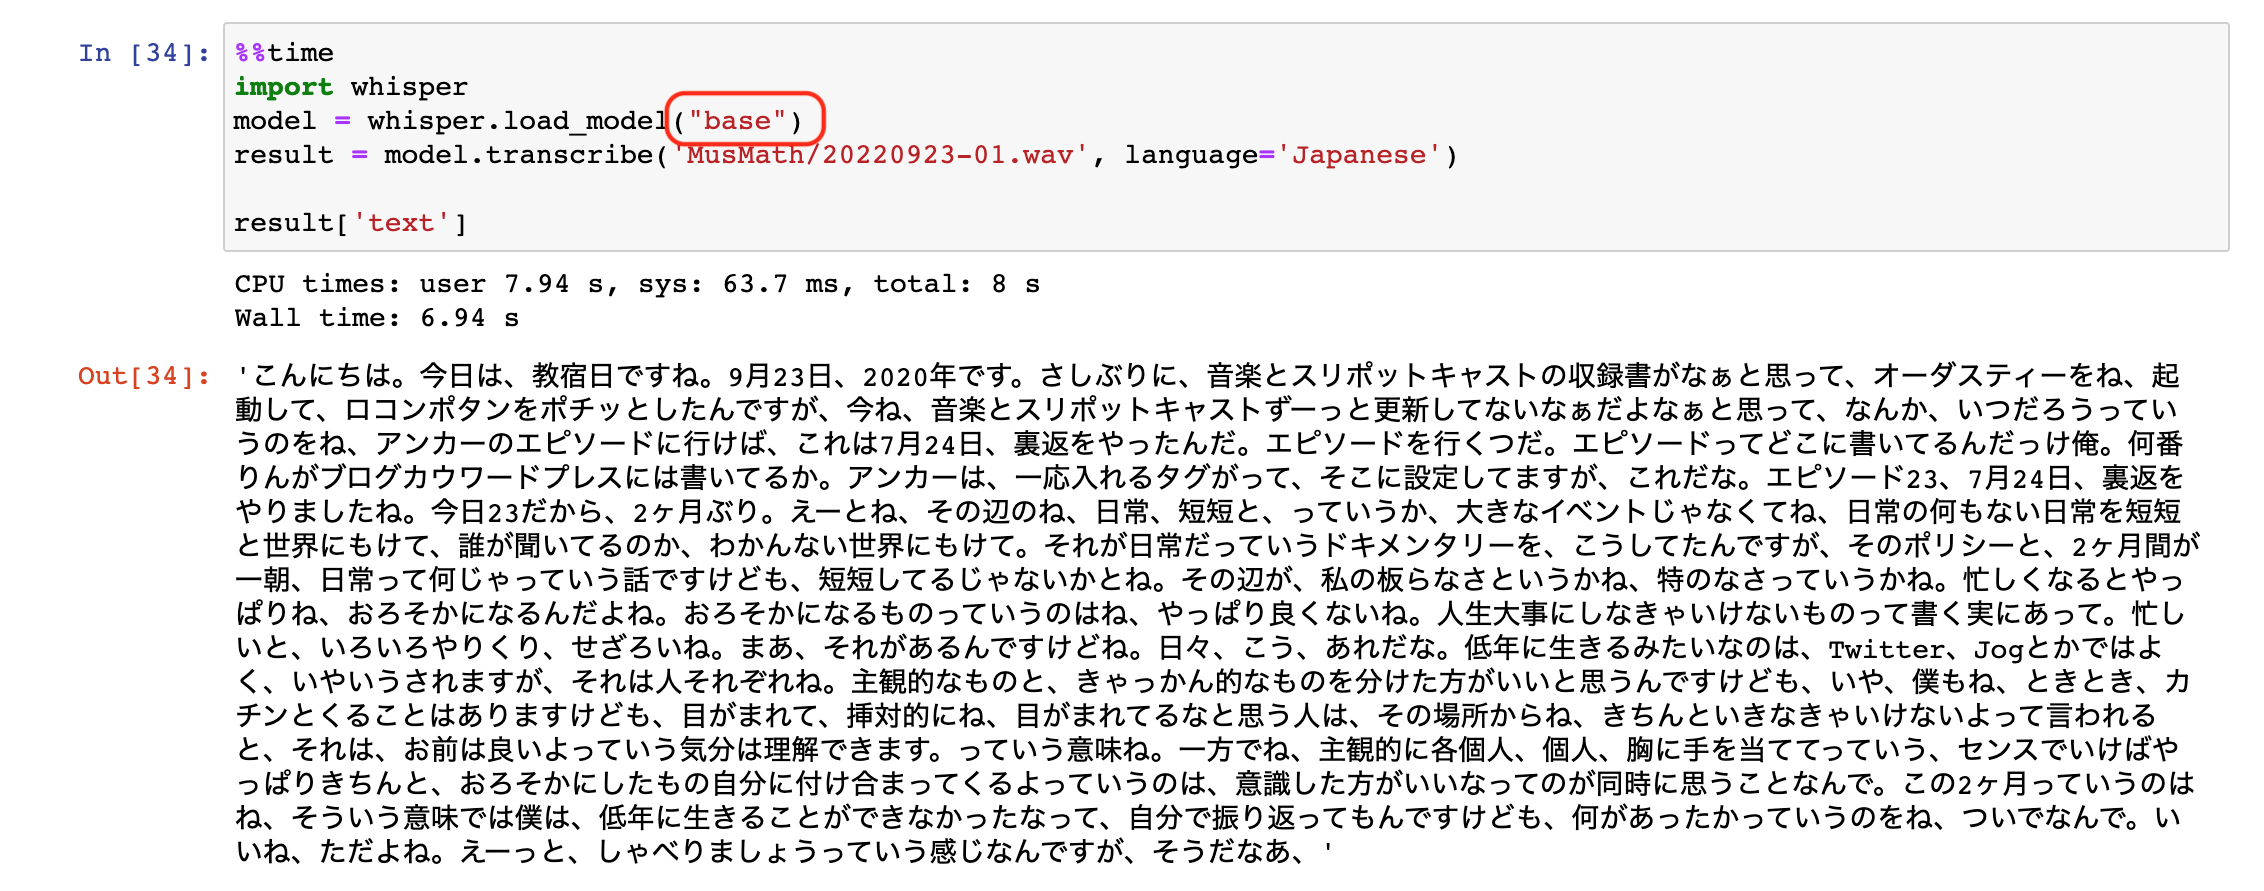 In [34]:
%%time
import whisper
model = whisper.load_model("base")
result = model.transcribe('MusMath/20220923-01.wav', language='Japanese')
result['text']
CPU times: user 7.94 s, sys: 63.7 ms, total: 8 s
Wall time: 6.94 s
Out[34]:
'こんにちは。今日は、教宿日ですね。9月23日、2020年です。さしぶりに、音楽とスリポットキャストの収録書がなぁと思って、オーダスティーをね、起
動して、ロコンポタンをポチッとしたんですが、今ね、音楽とスリポットキャストずーっと更新してないなぁだよなぁと思って、なんか、いつだろうってい
うのをね、アンカーのエピソードに行けば、これは7月24日、裏返をやったんだ。エピソードを行くつだ。エピソードってどこに書いてるんだっけ俺。何番
りんがブログカウワードプレスには書いてるか。アンカーは、一応入れるタグがって、そこに設定してますが、これだな。エピソード23、7月24日、裏返を
やりましたね。今日23だから、2ヶ月ぶり。えーとね、その辺のね、日常、短短と、っていうか、大きなイベントじゃなくてね、日常の何もない日常を短短
と世界にもけて、誰が聞いてるのか、わかんない世界にもけて。それが日常だっていうドキメンタリーを、こうしてたんですが、そのポリシーと、2ヶ月間が
一朝、日常って何じゃっていう話ですけども、短短してるじゃないかとね。その辺が、私の板らなさというかね、特のなさっていうかね。忙しくなるとやっ
ぱりね、おろそかになるんだよね。おろそかになるものっていうのはね、やっぱり良くないね。人生大事にしなきゃいけないものって書く実にあって。忙し
いと、いろいろやりくり、せざろいね。まあ、それがあるんですけどね。日々、こう、あれだな。低年に生きるみたいなのは、Twitter、Jogとかではよ
く、いやいうされますが、それは人それぞれね。主観的なものと、きゃっかん的なものを分けた方がいいと思うんですけども、いや、僕もね、ときとき、カ
チンとくることはありますけども、目がまれて、挿対的にね、目がまれてるなと思う人は、その場所からね、きちんといきなきゃいけないよって言われる
と、それは、お前は良いよっていう気分は理解できます。っていう意味ね。一方でね、主観的に各個人、個人、胸に手を当ててっていう、センスでいけばや
っぱりきちんと、おろそかにしたもの自分に付け合まってくるよっていうのは、意識した方がいいなってのが同時に思うことなんで。この2ヶ月っていうのは
ね、そういう意味では僕は、低年に生きることができなかったなって、自分で振り返ってもんですけども、何があったかっていうのをね、ついでなんで。い
いね、ただよね。えーっと、しゃべりましょうっていう感じなんですが、そうだなあ、'